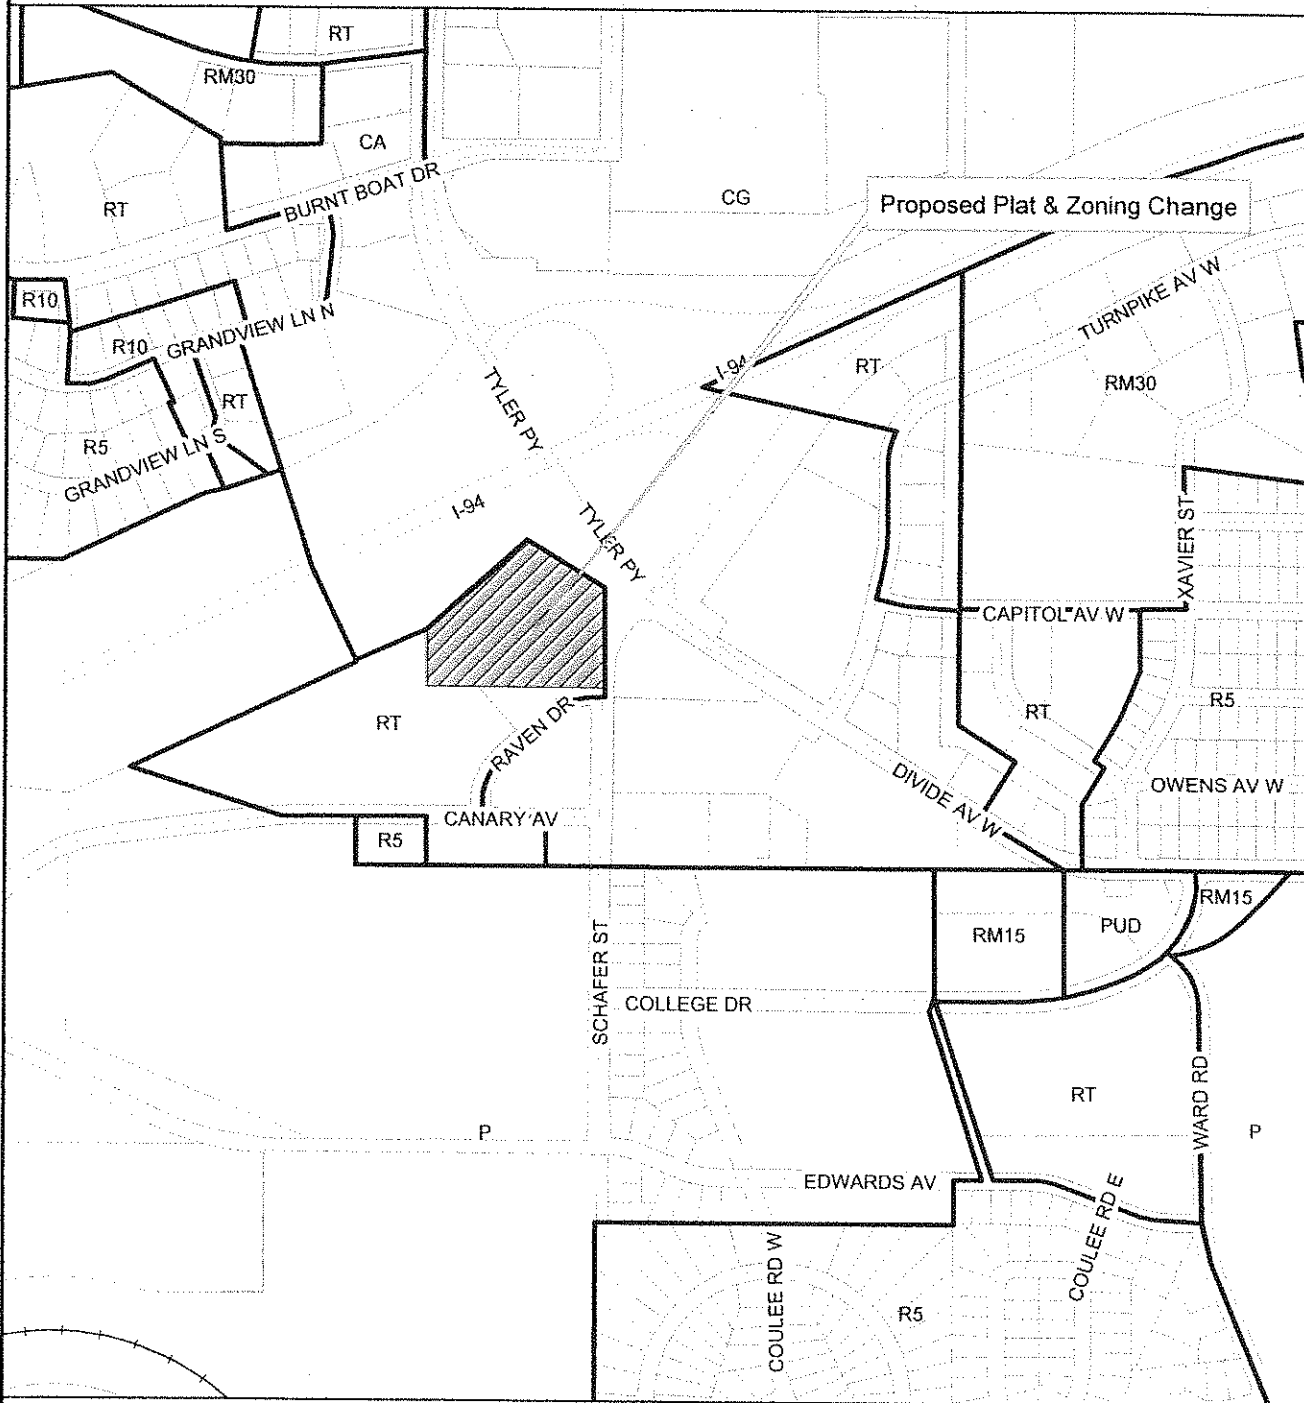 RT
RM30
CA
BURNT BOAT DR
RT
CG
Proposed Plat & Zoning Change
R10
R10
GRANDVIEW LN N
TURNPIKE AV W
I-94
RT
RM30
TYLER PY
RT
R5
GRANDVIEW LN S
I-94
TYLER PY
XAVIER ST
CAPITOL AV W
R5
RT
RT
RAVEN DR
DIVIDE AV W
OWENS AV W
CANARY AV
R5
RM15
PUD
RM15
SCHAFER ST
COLLEGE DR
RT
WARD RD
P
P
EDWARDS AV
COULEE RD E
COULEE RD W
R5